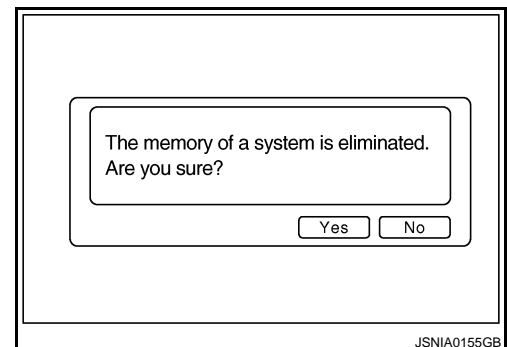 The memory of a system is eliminated.
Are you sure?
Yes No
JSNIA0155GB